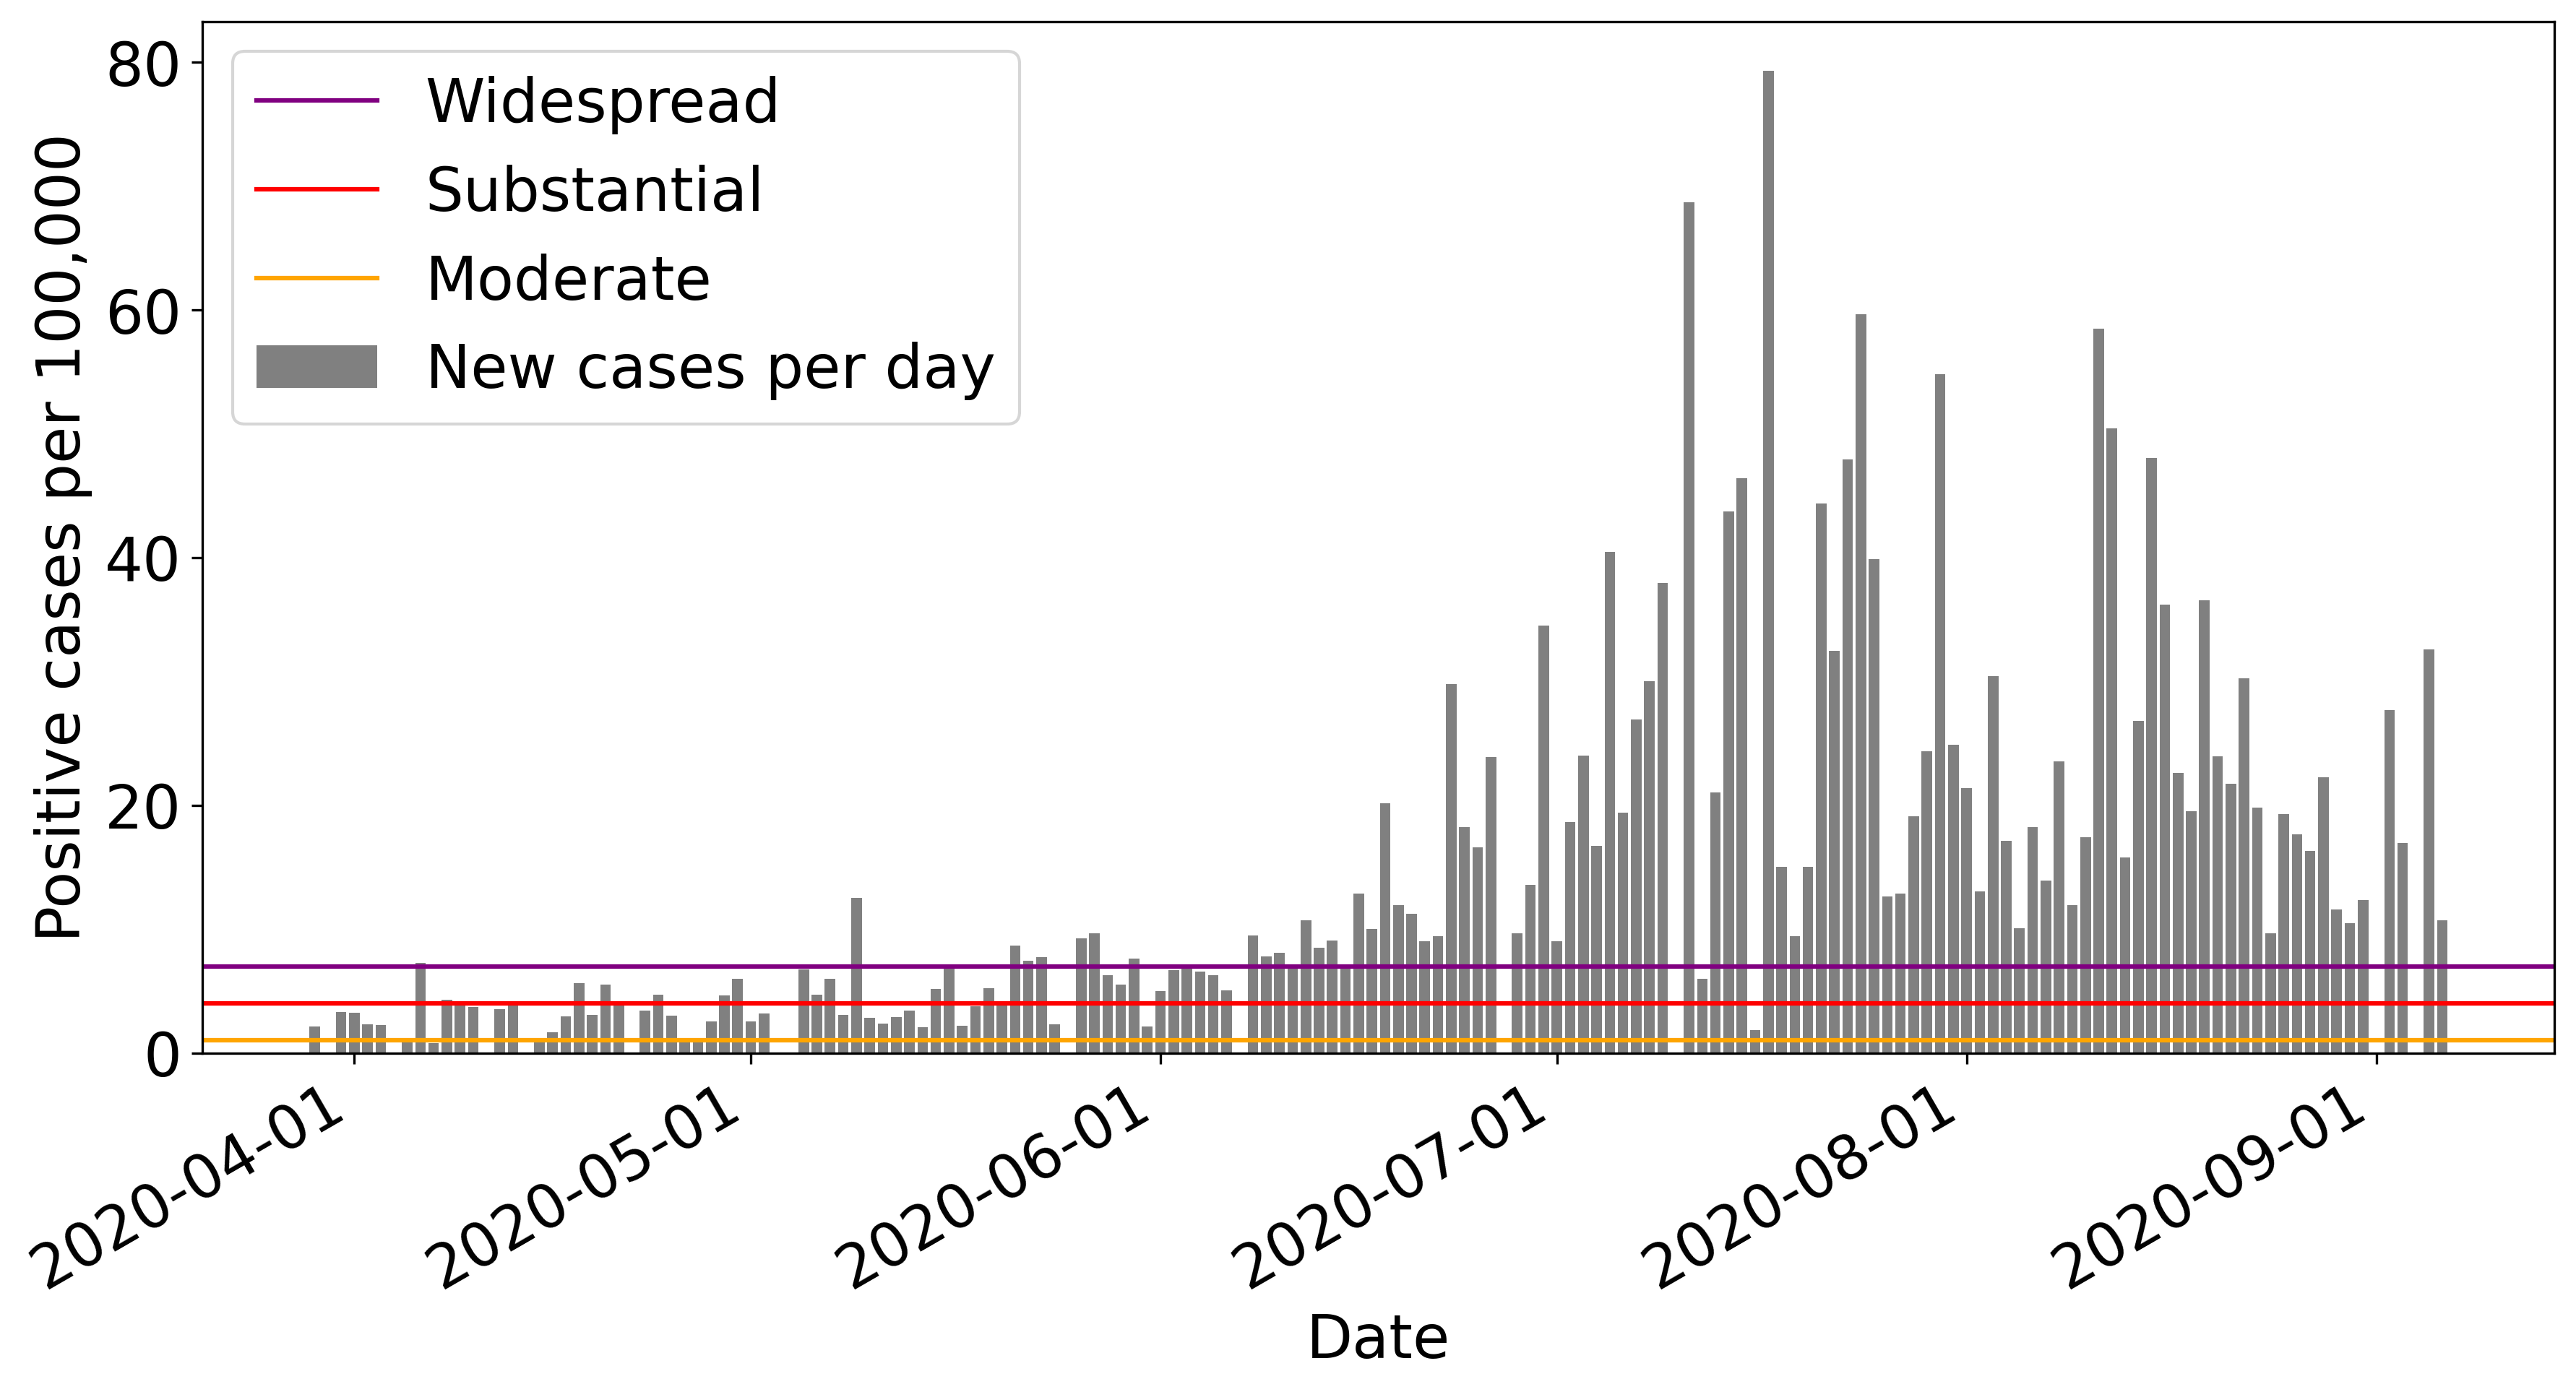 Positive cases per 100,000
80
60
40
20
0
Widespread
Substantial
Moderate
New cases per day
2020-04-01
2020-05-01
2020-06-01
2020-07-01
2020-08-01
2020-09-01
Date